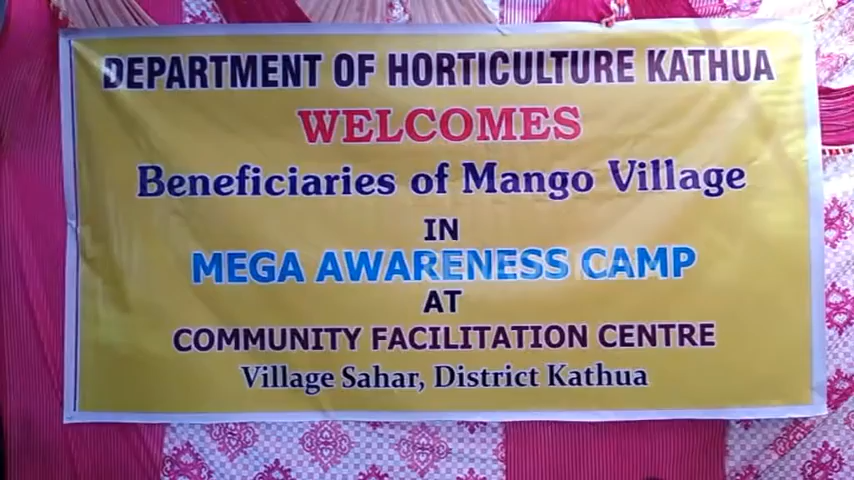 DEPARTMENT OF HORTICULTURE KATHUA
WELCOMES
Beneficiaries of Mango Village
IN
MEGA AWARENESS CAMP
AT
COMMUNITY FACILITATION CENTRE
Village Sahar, District Kathua